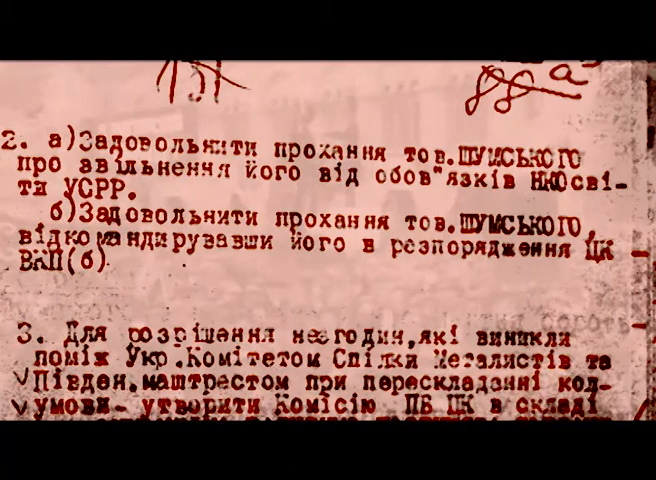 2. а)Задовольнити прохання тов.ШУМСЬКОГО
про звільнення його від обов"язків НКОсві-
ти УСРР.
б)Задовольнити прохання тов.ШУМСЬКОГО,
відкомандирувавши його в розпорядження ЦК
ВКП(б)
3. Для розрішення незгодин,які виникли
поміж Укр.Комітетом Спілки Металистів та
Півден.маштрестом при перескладанні кол-
умови- утворити Комісію ПБ ЦК в складі